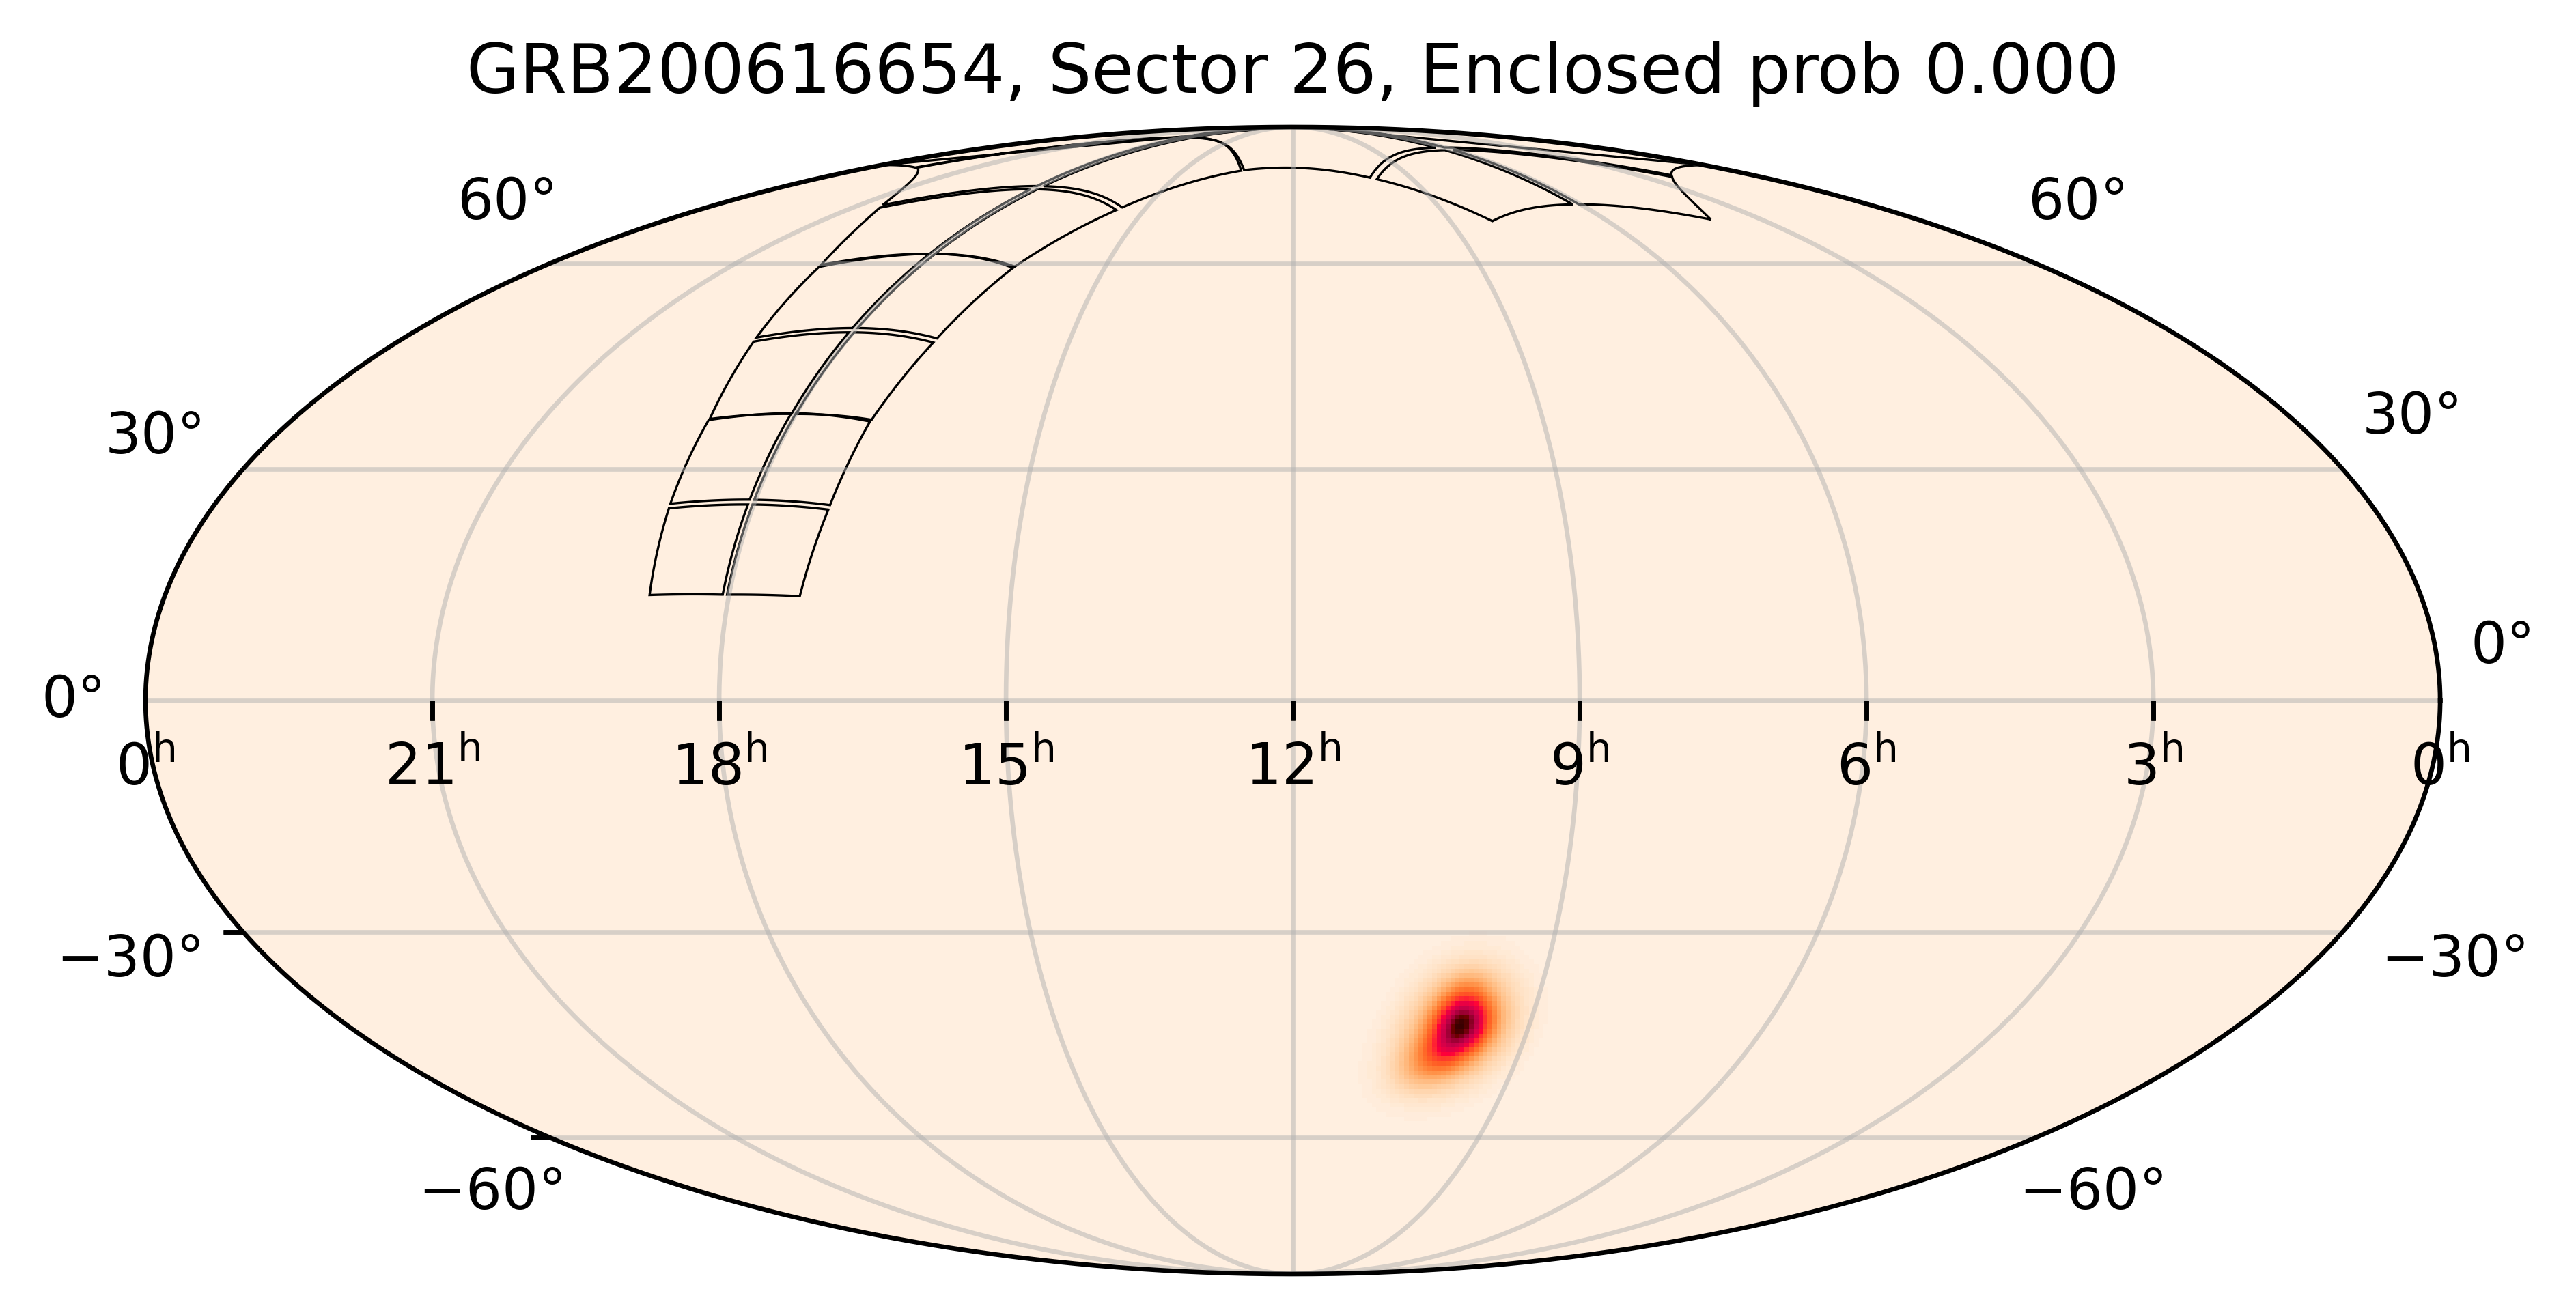 GRB200616654, Sector 26, Enclosed prob 0.000
60° 60°
30° 30°
0° 0°
0ʰ 21ʰ 18ʰ 15ʰ 12ʰ 9ʰ 6ʰ 3ʰ 0ʰ
−30° −30°
−60° −60°